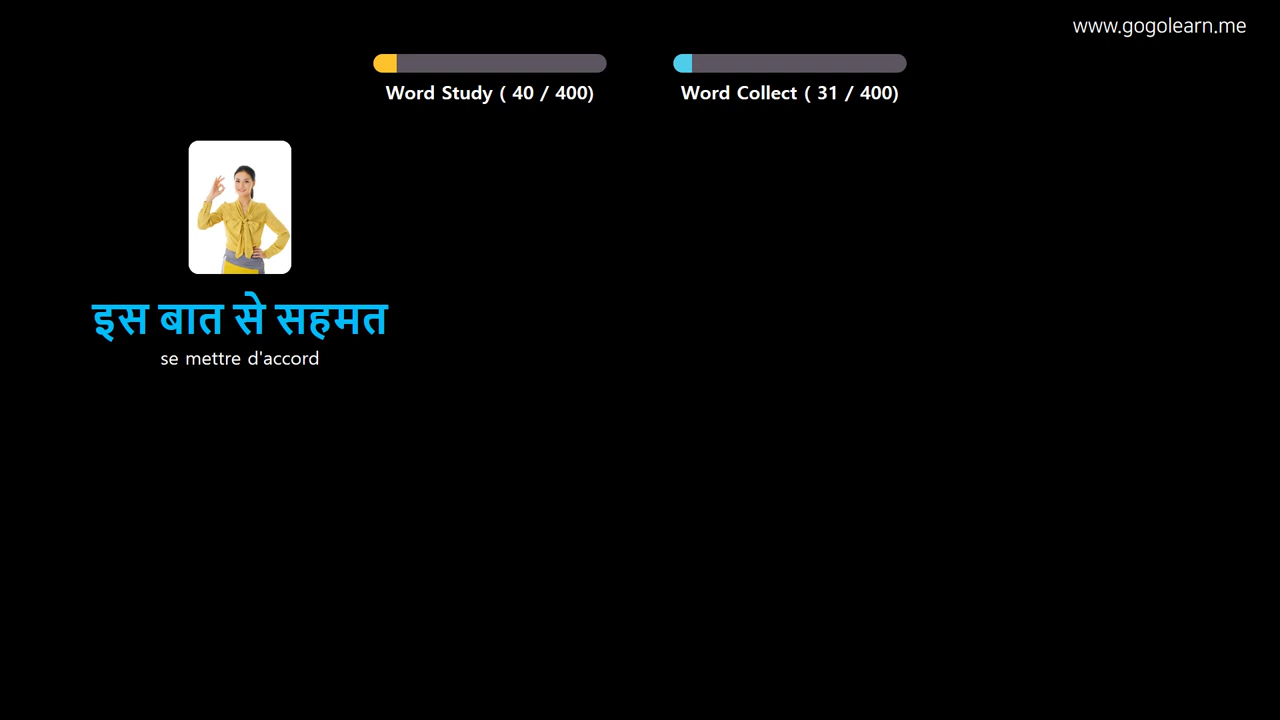 www.gogolearn.me
Word Study ( 40 / 400)
Word Collect ( 31 / 400)
इस बात से सहमत
se mettre d'accord